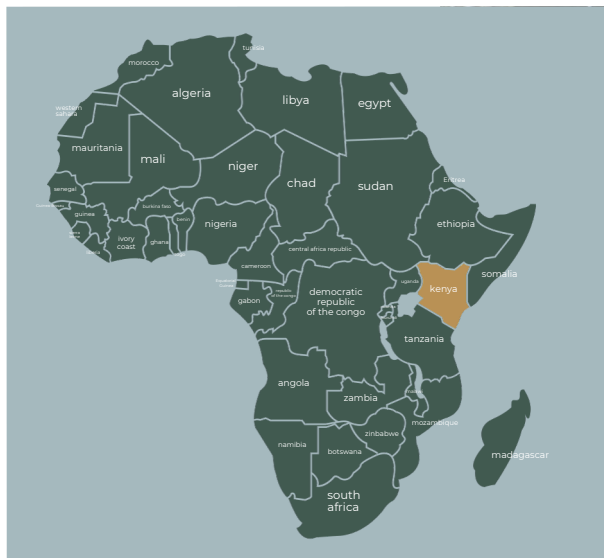 tunisia
morocco
algeria
libya
egypt
western
sahara
mauritania
mali
niger
chad
sudan
Eritrea
senegal
burkina faso
guinea
benin
nigeria
ethiopia
ivory
coast
ghana
central africa republic
somalia
cameroon
uganda
kenya
gabon
republic
of the congo
democratic
republic
of the congo
tanzania
angola
zambia
mozambique
zimbabwe
namibia
botswana
madagascar
south
africa